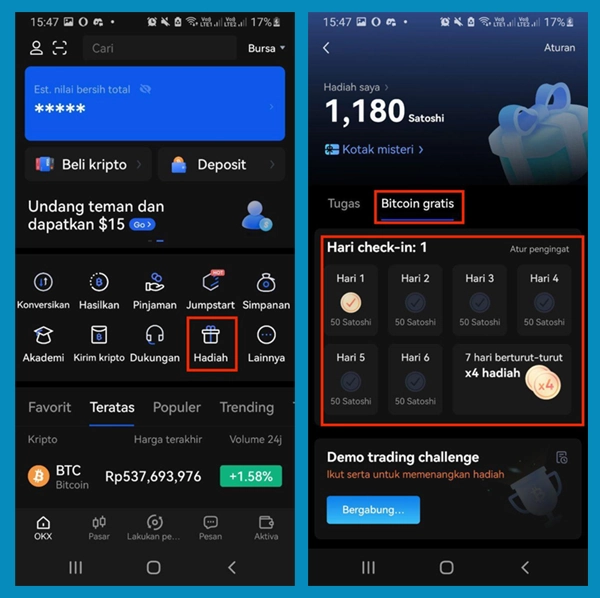 15:47
17%
Cari
Bursa
Est. nilai bersih total
*****
Beli kripto
Deposit
Undang teman dan
dapatkan $15 Go >
HOT
Konversikan Hasilkan Pinjaman Jumpstart Simpanan
Akademi Kirim kripto Dukungan Hadiah Lainnya
Favorit Teratas Populer Trending
Kripto Harga terakhir Volume 24j
BTC
Bitcoin
Rp537,693,976
+1.58%
OKX Pasar Lakukan pe... Pesan Aktiva
15:47
17%
Aturan
Hadiah saya >
1,180 Satoshi
Kotak misteri >
Tugas Bitcoin gratis
Hari check-in: 1
Atur pengingat
Hari 1 Hari 2 Hari 3 Hari 4
50 Satoshi 50 Satoshi 50 Satoshi 50 Satoshi
Hari 5 Hari 6 7 hari berturut-turut
x4 hadiah
x4
50 Satoshi 50 Satoshi
Demo trading challenge
Ikut serta untuk memenangkan hadiah
Bergabung...